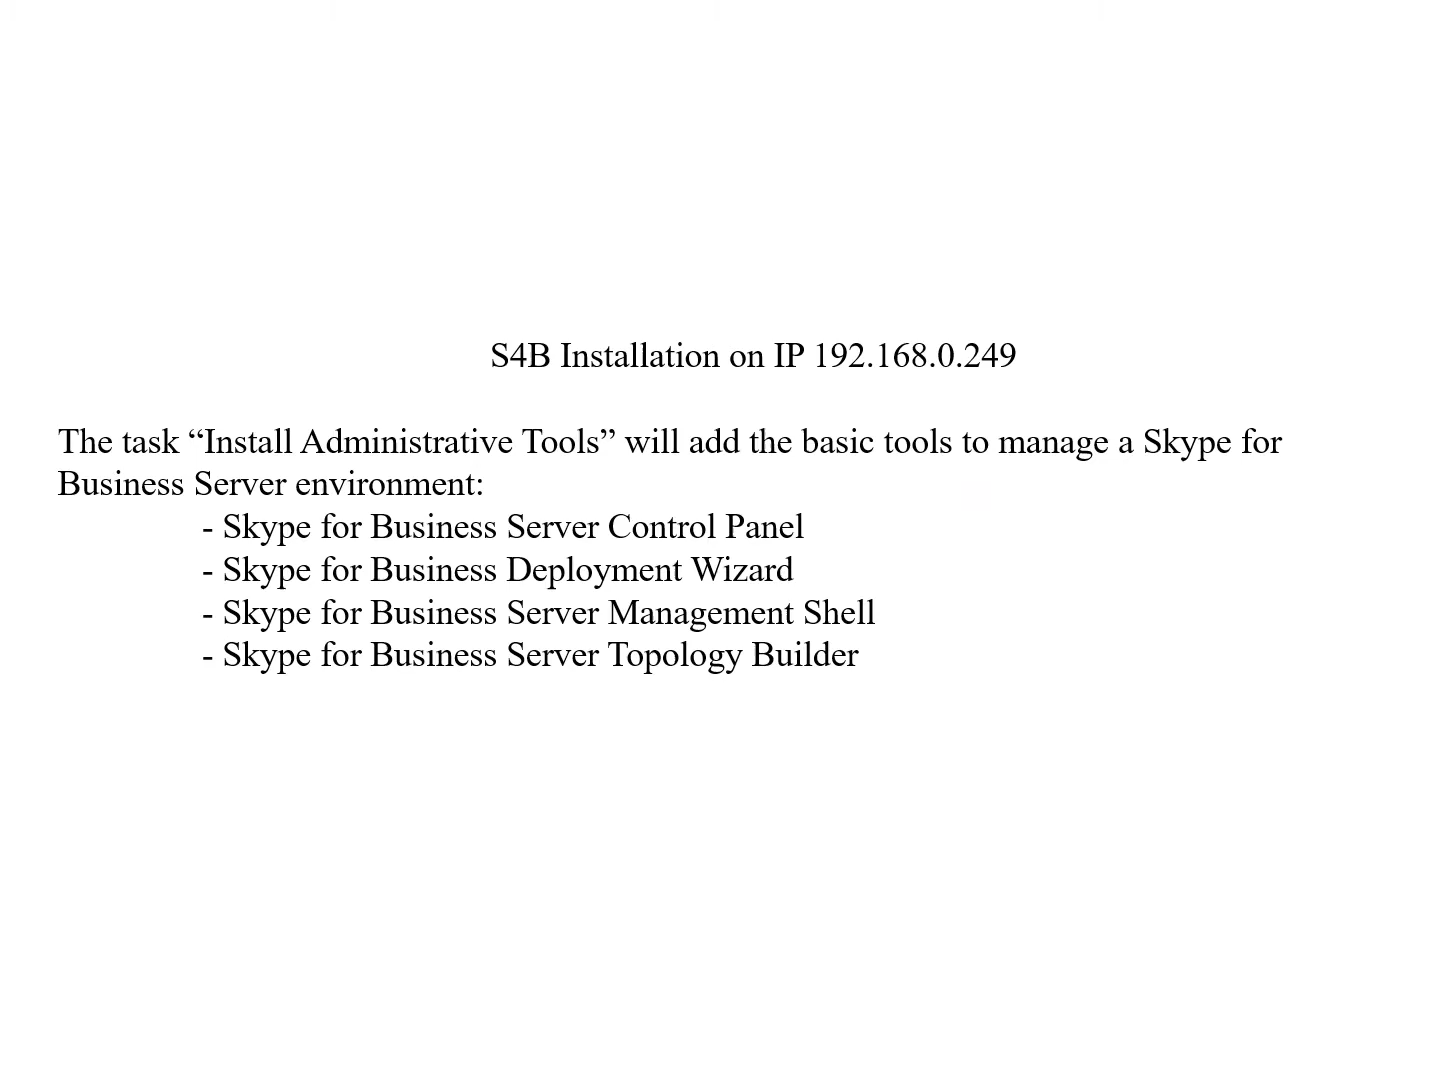 S4B Installation on IP 192.168.0.249
The task “Install Administrative Tools” will add the basic tools to manage a Skype for
Business Server environment:
- Skype for Business Server Control Panel
- Skype for Business Deployment Wizard
- Skype for Business Server Management Shell
- Skype for Business Server Topology Builder